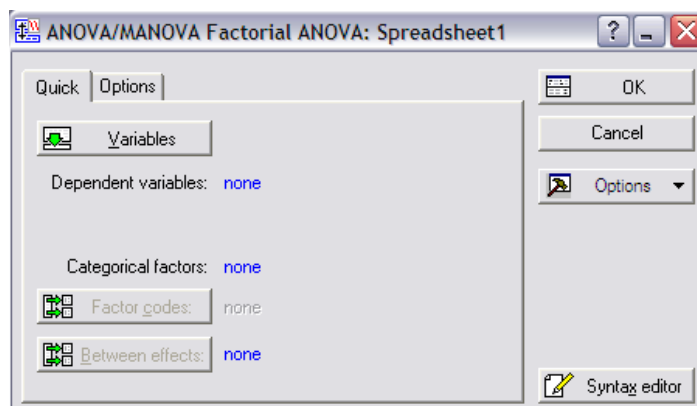 ANOVA/MANOVA Factorial ANOVA: Spreadsheet1
Quick Options
OK
Variables
Cancel
Dependent variables: none
Options
Categorical factors: none
Factor codes: none
Between effects: none
Syntax editor